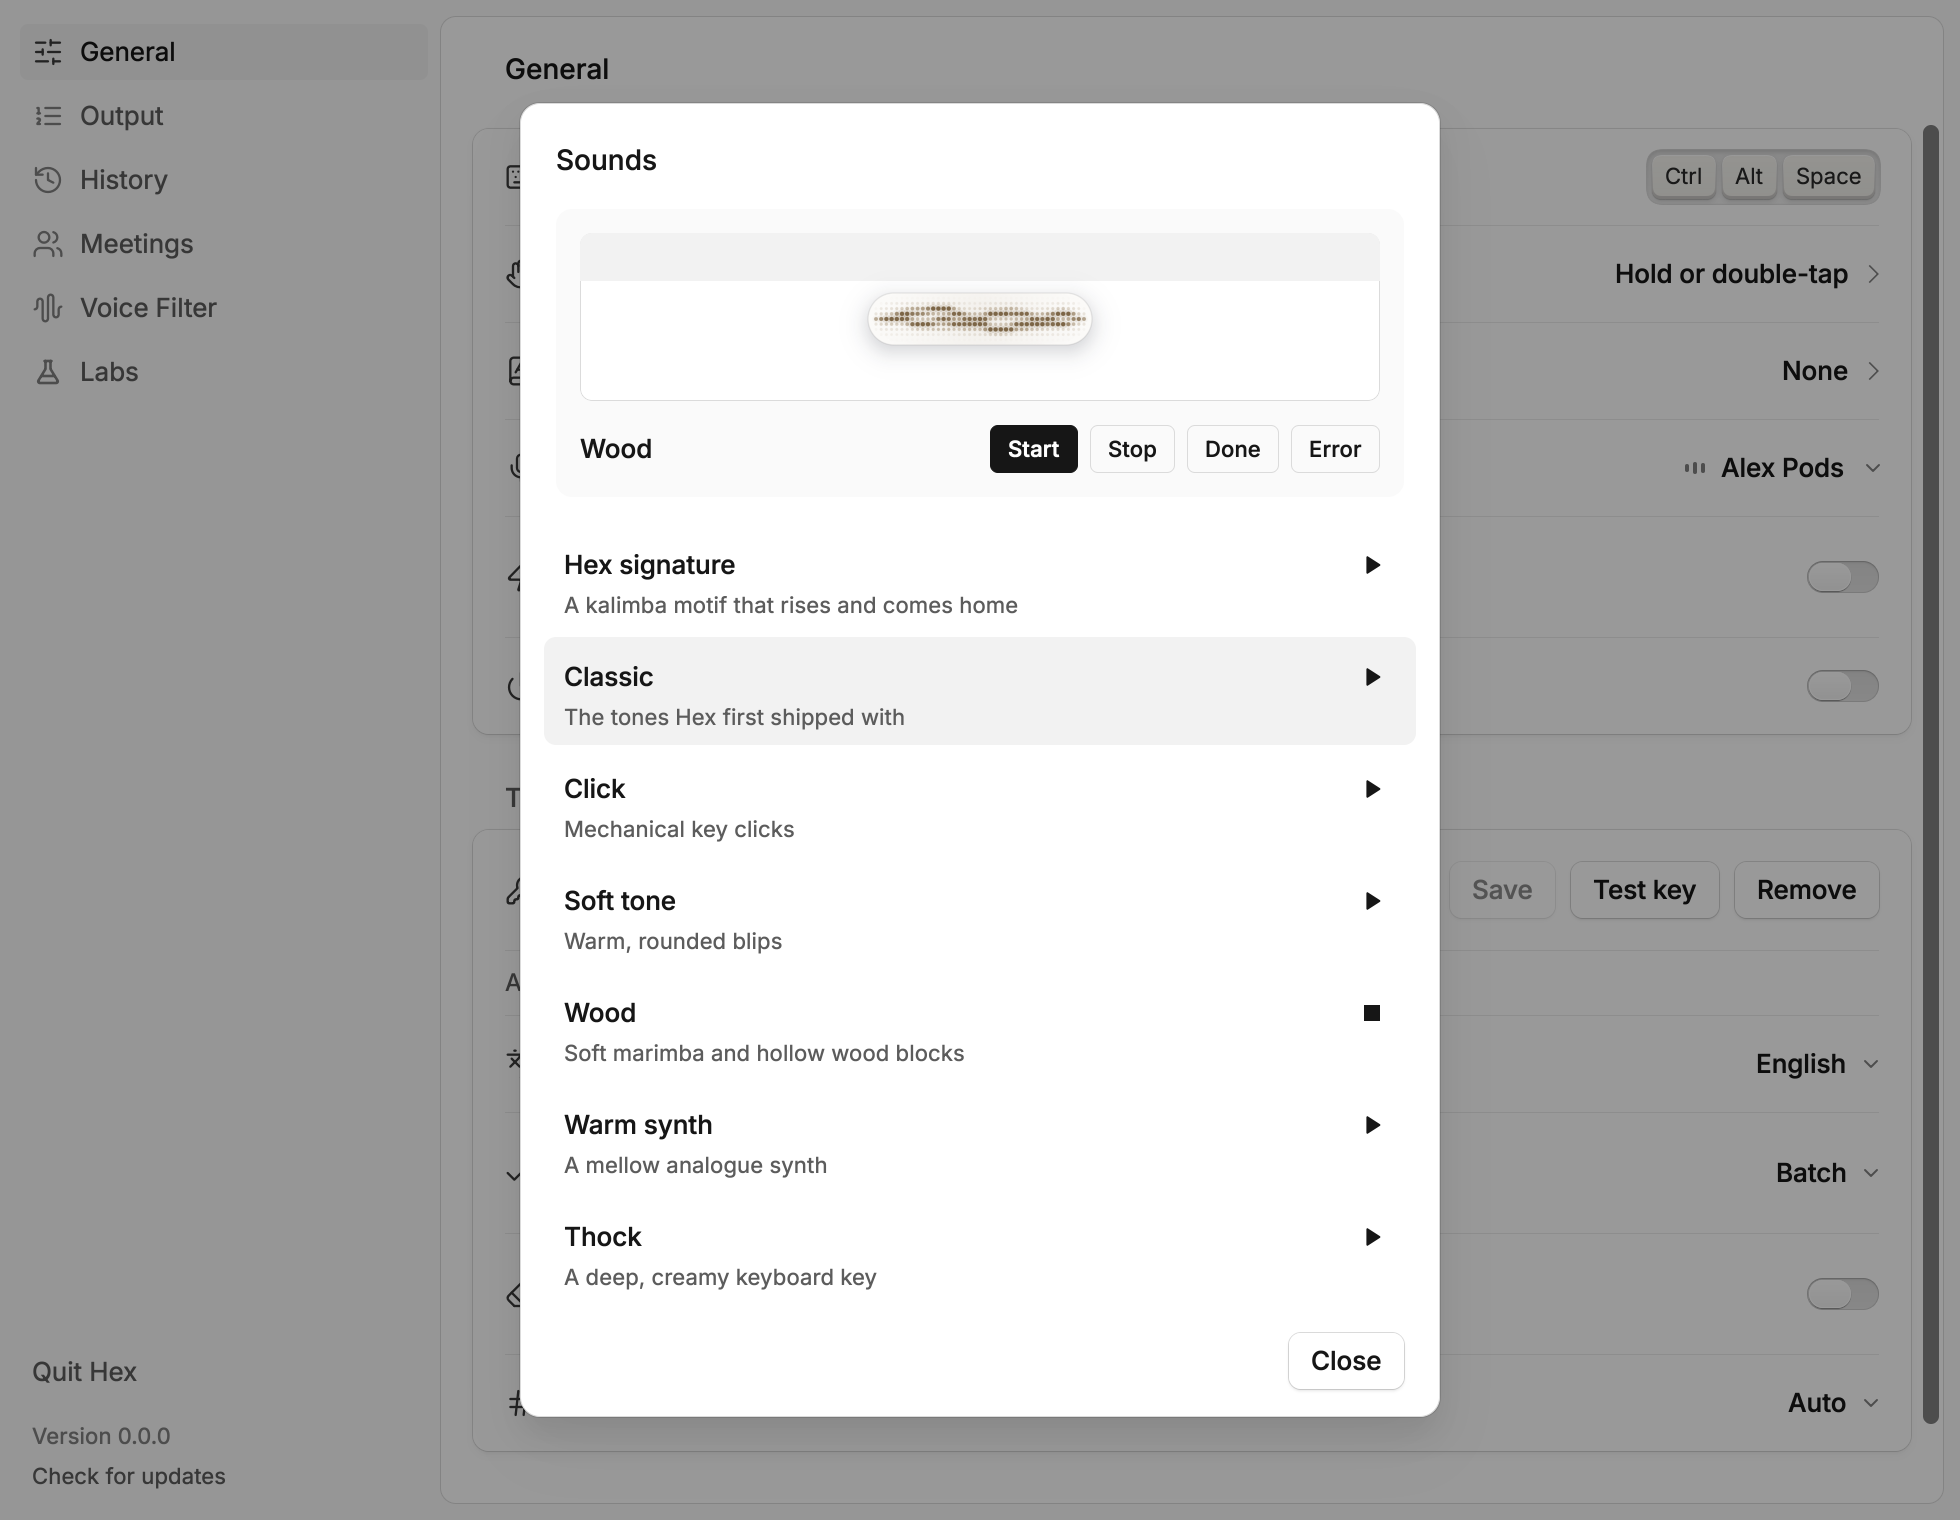 General
Output
History
Meetings
Voice Filter
Labs
Quit Hex
Version 0.0.0
Check for updates
General
Ctrl Alt Space
Hold or double-tap
None
Alex Pods
Save Test key Remove
English
Batch
Auto
Sounds
Wood Start Stop Done Error
Hex signature
A kalimba motif that rises and comes home
Classic
The tones Hex first shipped with
Click
Mechanical key clicks
Soft tone
Warm, rounded blips
Wood
Soft marimba and hollow wood blocks
Warm synth
A mellow analogue synth
Thock
A deep, creamy keyboard key
Close